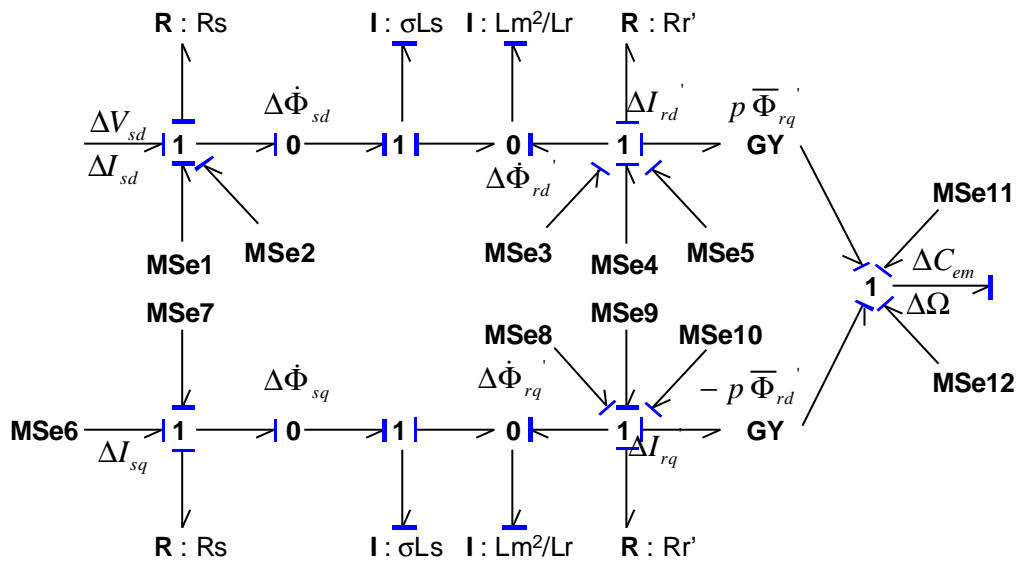 R : Rs I : σLs I : Lm²/Lr R : Rr'
ΔV_sd ΔΦ̇_sd ΔI_rd' p Φ̅_rq'
1 0 1 0 1 GY
ΔI_sd ΔΦ̇_rd'
MSe1 MSe2 MSe3 MSe4 MSe5 MSe11
1 ΔC_em
ΔΩ
MSe7 MSe8 MSe9 MSe10
MSe12
ΔΦ̇_sq ΔΦ̇_rq' − p Φ̅_rd'
MSe6 1 0 1 0 1 GY
ΔI_sq ΔI_rq'
R : Rs I : σLs I : Lm²/Lr R : Rr'